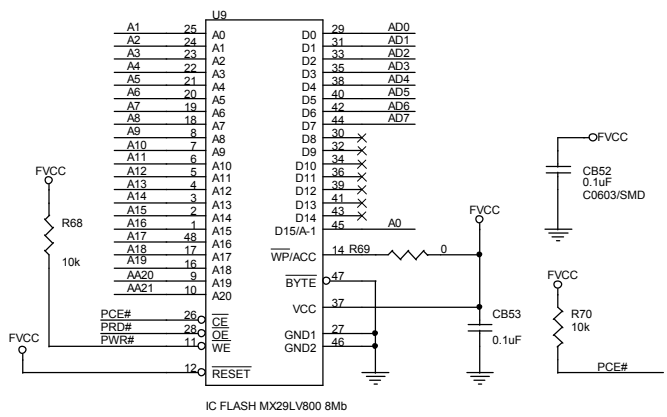 U9
A1 25 A0 D0 29 AD0
A2 24 A1 D1 31 AD1
A3 23 A2 D2 33 AD2
A4 22 A3 D3 35 AD3
A5 21 A4 D4 38 AD4
A6 20 A5 D5 40 AD5
A7 19 A6 D6 42 AD6
A8 18 A7 D7 44 AD7
A9 8 A8 D8 30
A10 7 A9 D9 32
A11 6 A10 D10 34
A12 5 A11 D11 36
A13 4 A12 D12 39
A14 3 A13 D13 41
A15 2 A14 D14 43
A16 1 A15 D15/A-1 45 A0
A17 48 A16
A18 17 A17 WP/ACC 14 R69 0
A19 16 A18
AA20 9 A19 BYTE 47
AA21 10 A20
VCC 37
PCE# 26 CE
PRD# 28 OE GND1 27
PWR# 11 WE GND2 46
12 RESET
FVCC
R68
10k
FVCC
FVCC
CB53
0.1uF
FVCC
CB52
0.1uF
C0603/SMD
FVCC
R70
10k
PCE#
IC FLASH MX29LV800 8Mb